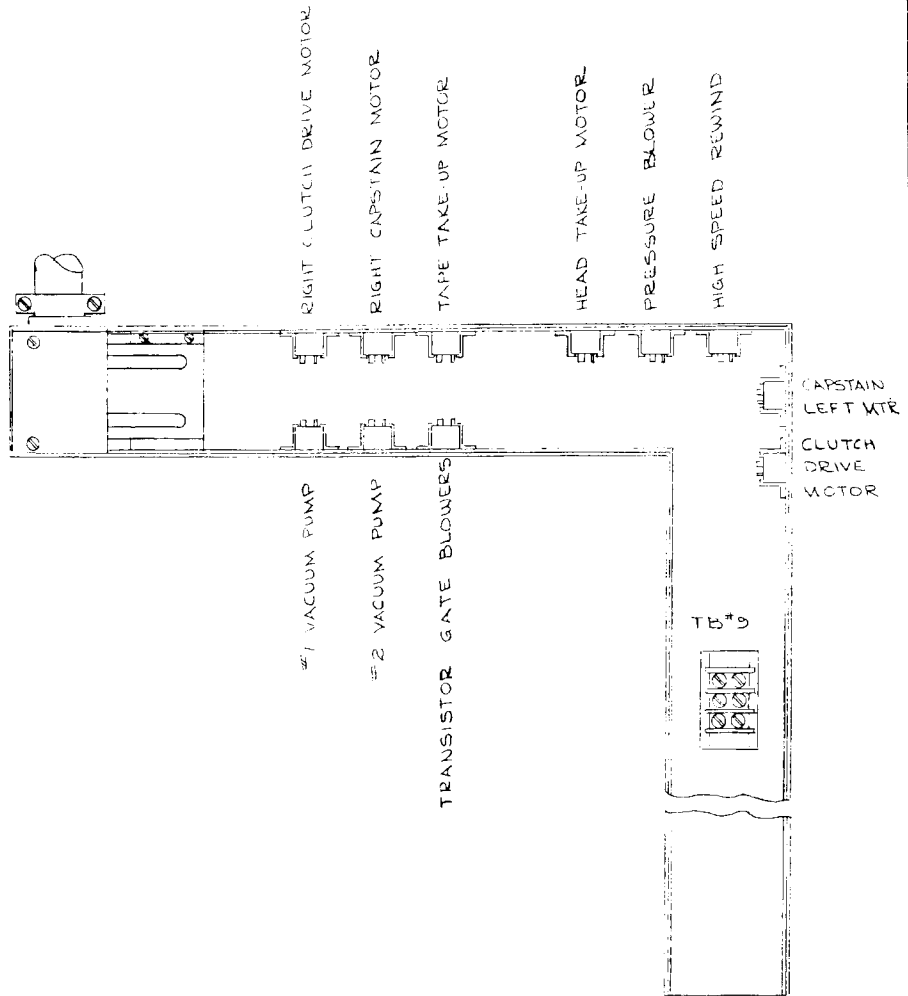 RIGHT CLUTCH DRIVE MOTOR
RIGHT CAPSTAIN MOTOR
TAPE TAKE-UP MOTOR
HEAD TAKE-UP MOTOR
PRESSURE BLOWER
HIGH SPEED REWIND
CAPSTAIN
LEFT MTR
CLUTCH
DRIVE
MOTOR
#1 VACUUM PUMP
#2 VACUUM PUMP
TRANSISTOR GATE BLOWERS
TB#9